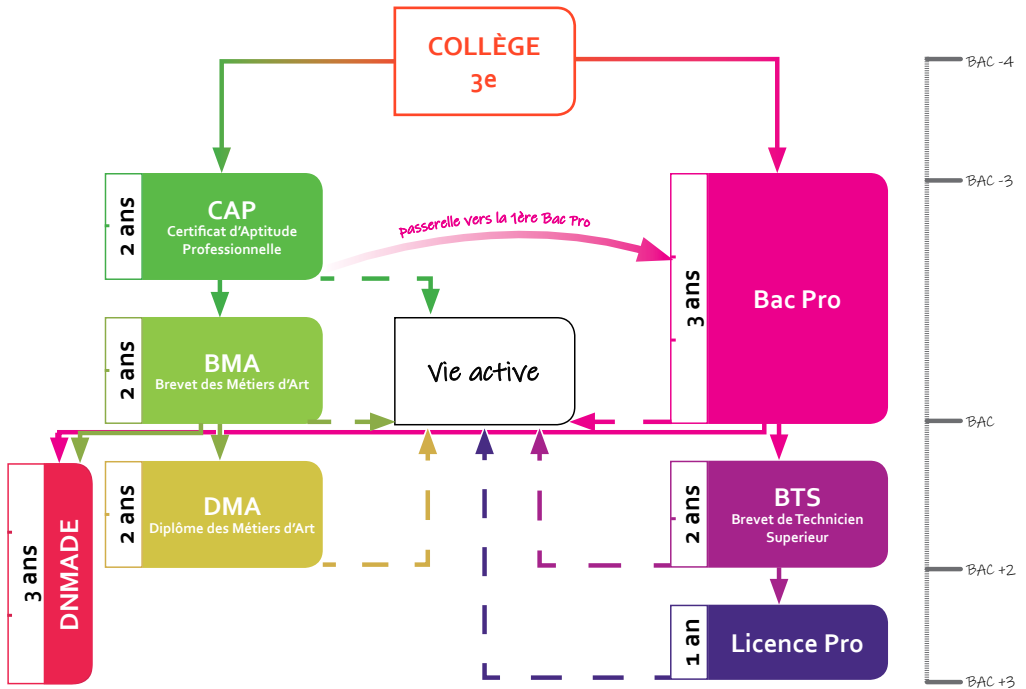 COLLÈGE
3e
BAC -4
BAC -3
2 ans
CAP
Certificat d'Aptitude
Professionnelle
passerelle vers la 1ère Bac Pro
3 ans
Bac Pro
2 ans
BMA
Brevet des Métiers d'Art
Vie active
BAC
3 ans
DNMADE
2 ans
DMA
Diplôme des Métiers d'Art
2 ans
BTS
Brevet de Technicien
Superieur
BAC +2
1 an
Licence Pro
BAC +3